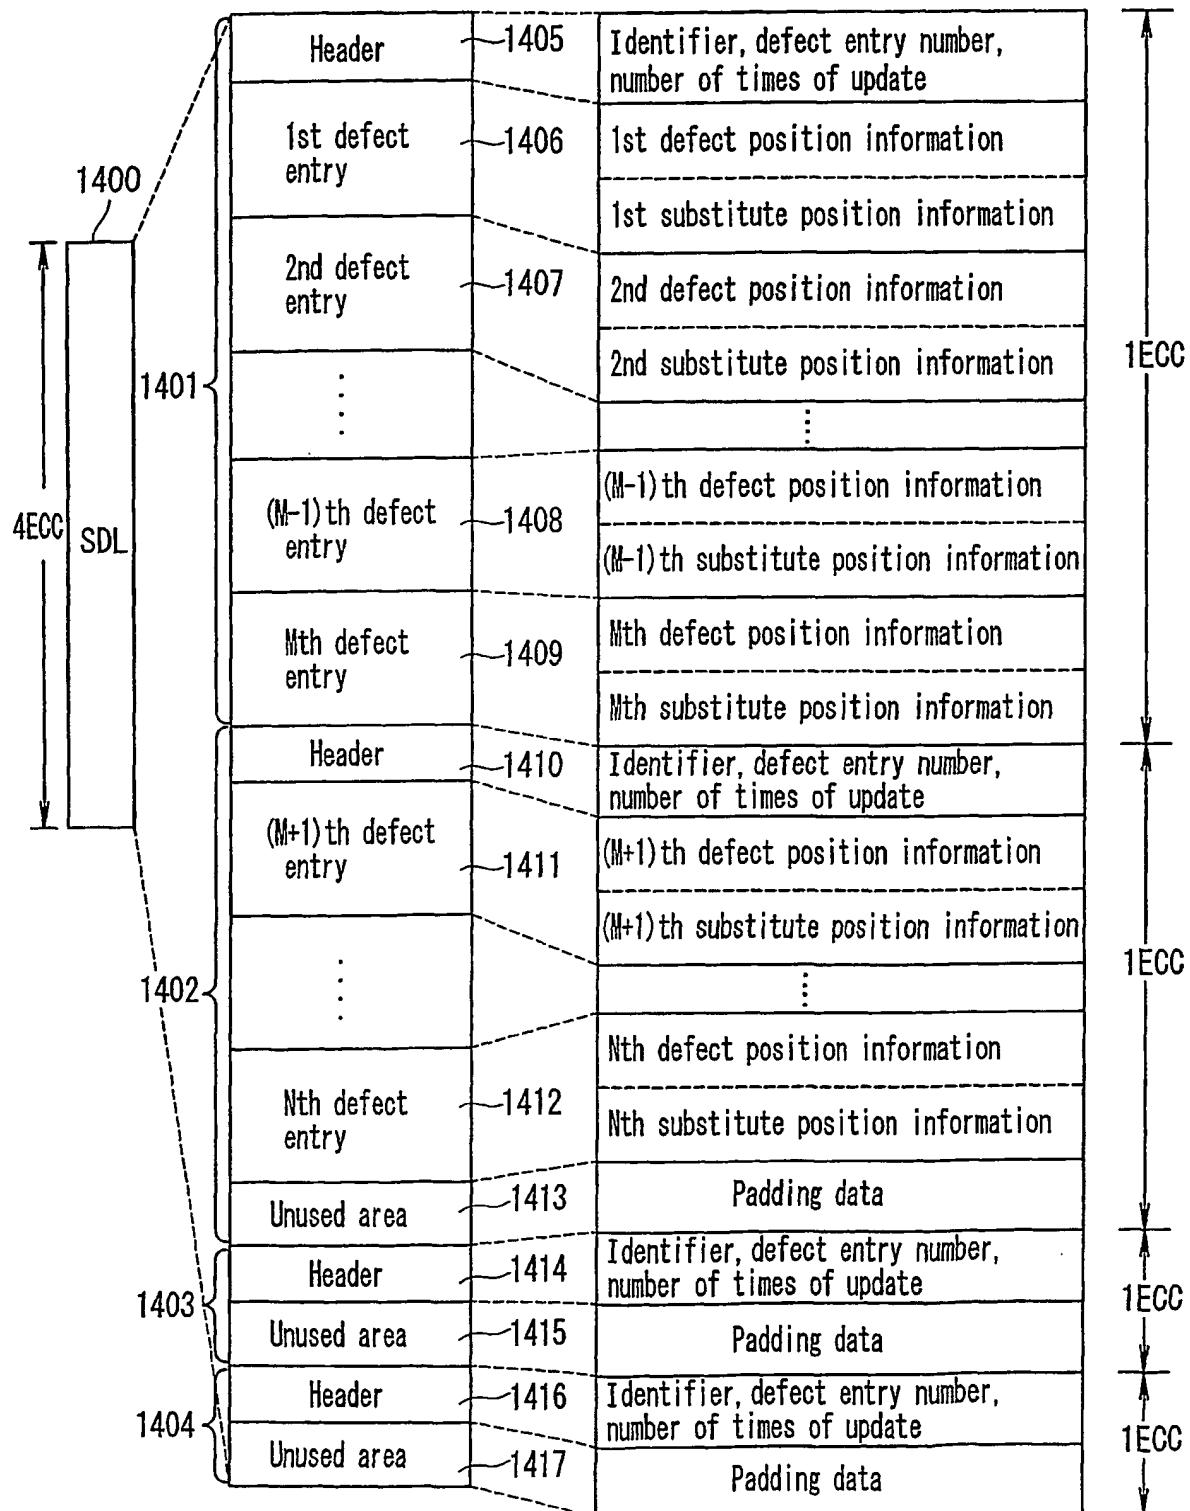 1400
4ECC
SDL
1401
1402
1403
1404
Header
1405
Identifier, defect entry number,
number of times of update
1st defect
entry
1406
1st defect position information
1st substitute position information
2nd defect
entry
1407
2nd defect position information
2nd substitute position information
(M-1)th defect
entry
1408
(M-1)th defect position information
(M-1)th substitute position information
Mth defect
entry
1409
Mth defect position information
Mth substitute position information
1ECC
Header
1410
Identifier, defect entry number,
number of times of update
(M+1)th defect
entry
1411
(M+1)th defect position information
(M+1)th substitute position information
Nth defect
entry
1412
Nth defect position information
Nth substitute position information
Unused area
1413
Padding data
1ECC
Header
1414
Identifier, defect entry number,
number of times of update
Unused area
1415
Padding data
1ECC
Header
1416
Identifier, defect entry number,
number of times of update
Unused area
1417
Padding data
1ECC